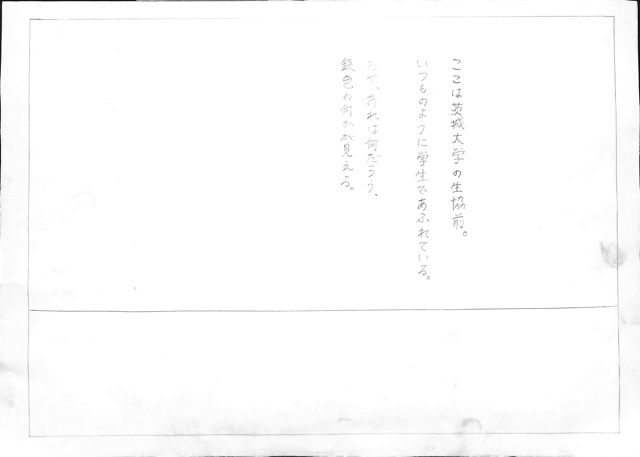 ここは茨城大学の生協前。
いつものように学生であふれている。
おや、あれは何だろう、
銀色の何かが見える。